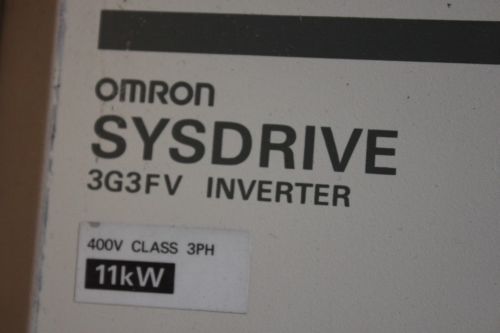 OMRON
SYSDRIVE
3G3FV INVERTER
400V CLASS 3PH
11kW